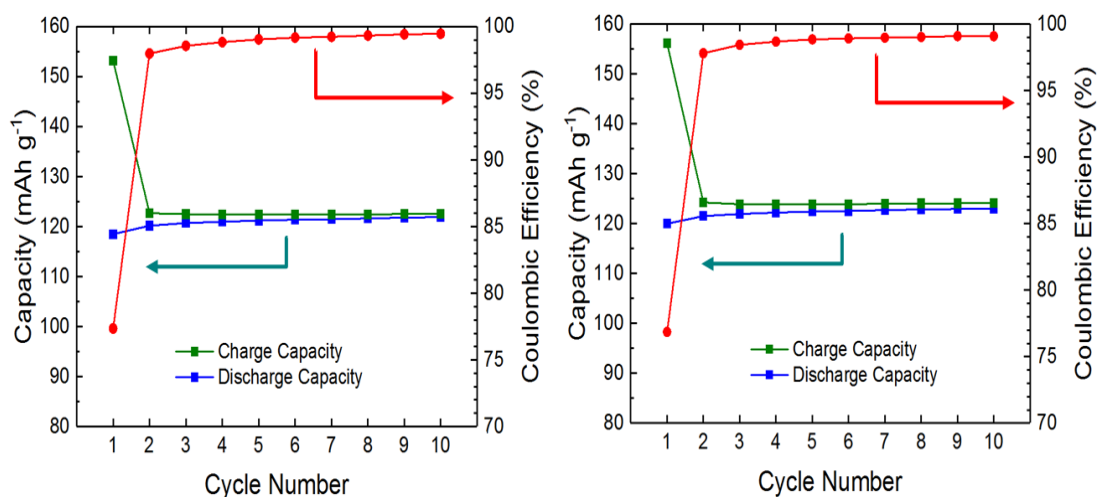 160
150
140
130
120
110
100
90
80
Capacity (mAh g⁻¹)
100
95
90
85
80
75
70
Coulombic Efficiency (%)
Charge Capacity
Discharge Capacity
1 2 3 4 5 6 7 8 9 10
Cycle Number
160
150
140
130
120
110
100
90
80
Capacity (mAh g⁻¹)
100
95
90
85
80
75
70
Coulombic Efficiency (%)
Charge Capacity
Discharge Capacity
1 2 3 4 5 6 7 8 9 10
Cycle Number